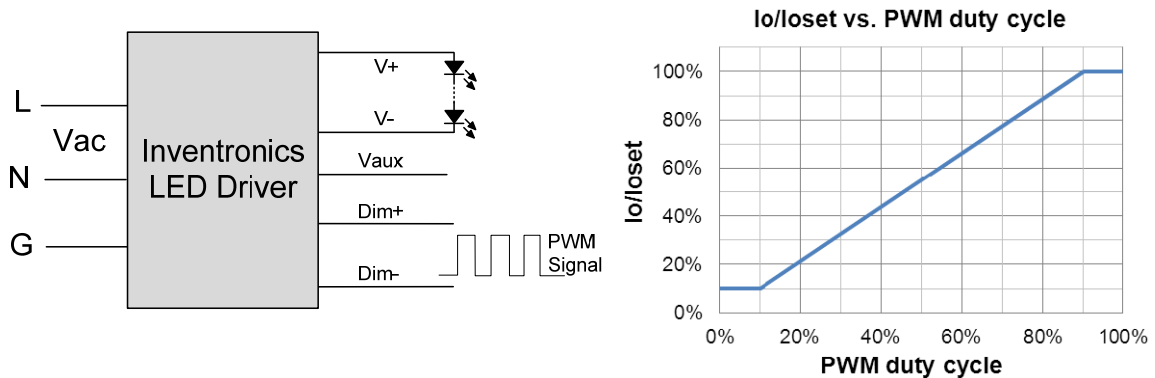 L
Vac
N
G
Inventronics
LED Driver
V+
V-
Vaux
Dim+
Dim-
PWM
Signal
Io/Ioset vs. PWM duty cycle
Io/Ioset
100%
80%
60%
40%
20%
0%
0% 20% 40% 60% 80% 100%
PWM duty cycle